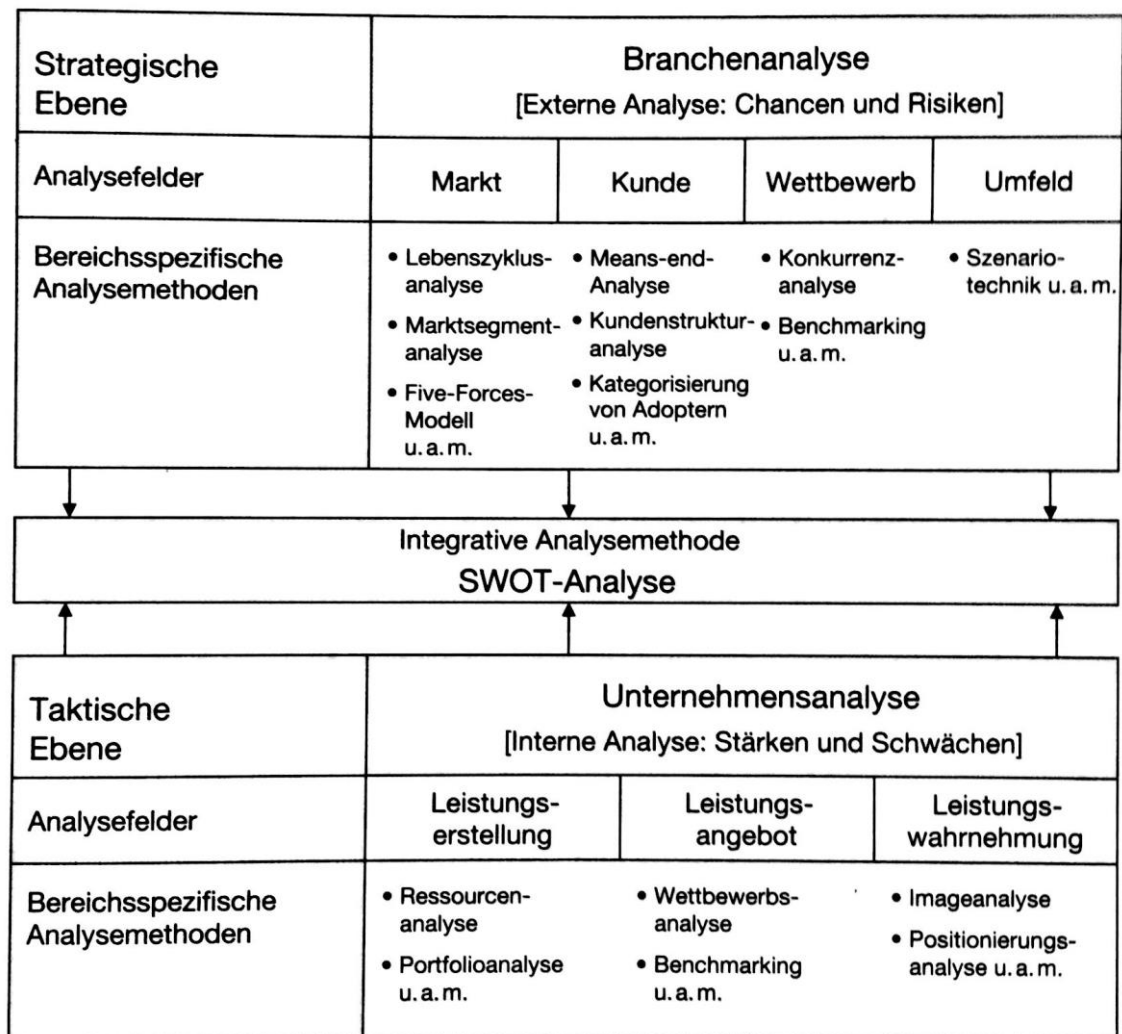 Strategische
Ebene
Branchenanalyse
[Externe Analyse: Chancen und Risiken]
Analysefelder
Markt
Kunde
Wettbewerb
Umfeld
Bereichsspezifische
Analysemethoden
• Lebenszyklus-
analyse
• Marktsegment-
analyse
• Five-Forces-
Modell
u. a. m.
• Means-end-
Analyse
• Kundenstruktur-
analyse
• Kategorisierung
von Adoptern
u. a. m.
• Konkurrenz-
analyse
• Benchmarking
u. a. m.
• Szenario-
technik u. a. m.
Integrative Analysemethode
SWOT-Analyse
Taktische
Ebene
Unternehmensanalyse
[Interne Analyse: Stärken und Schwächen]
Analysefelder
Leistungs-
erstellung
Leistungs-
angebot
Leistungs-
wahrnehmung
Bereichsspezifische
Analysemethoden
• Ressourcen-
analyse
• Portfolioanalyse
u. a. m.
• Wettbewerbs-
analyse
• Benchmarking
u. a. m.
• Imageanalyse
• Positionierungs-
analyse u. a. m.